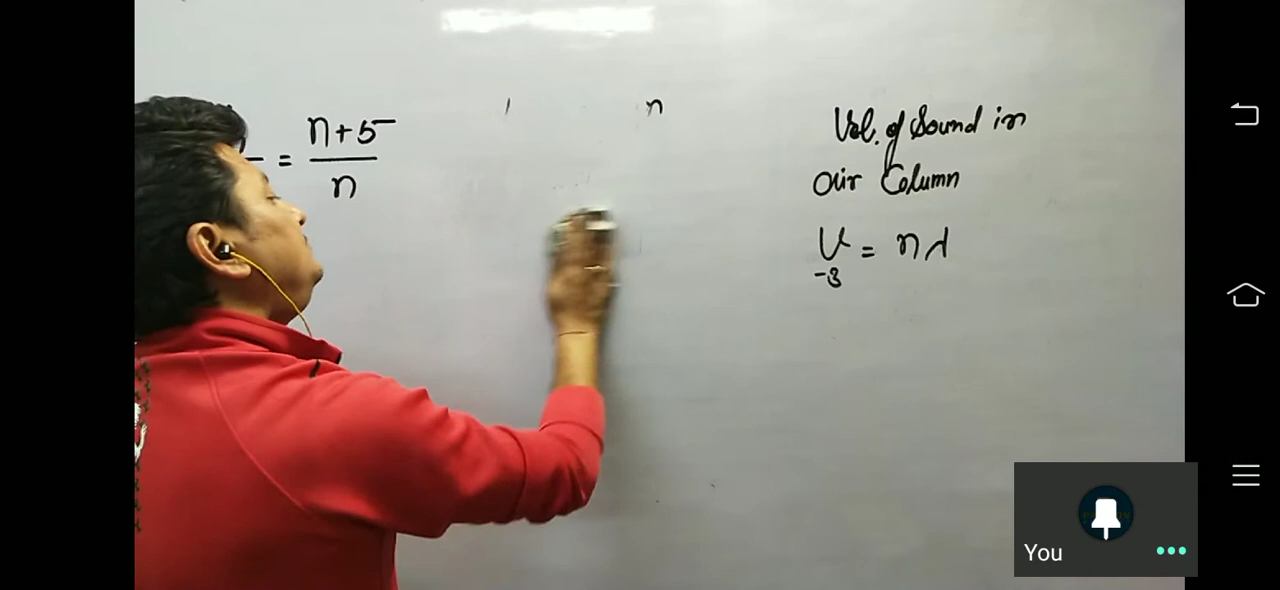 = n+5
n
n
Vel. of Sound in
air Column
V = nλ
-3
You